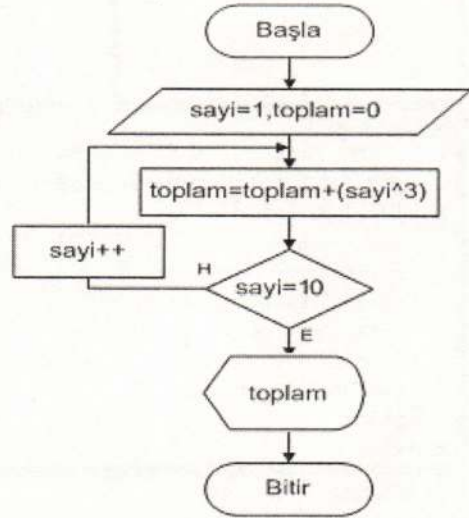 Başla
sayi=1,toplam=0
toplam=toplam+(sayi^3)
sayi++
H
sayi=10
E
toplam
Bitir